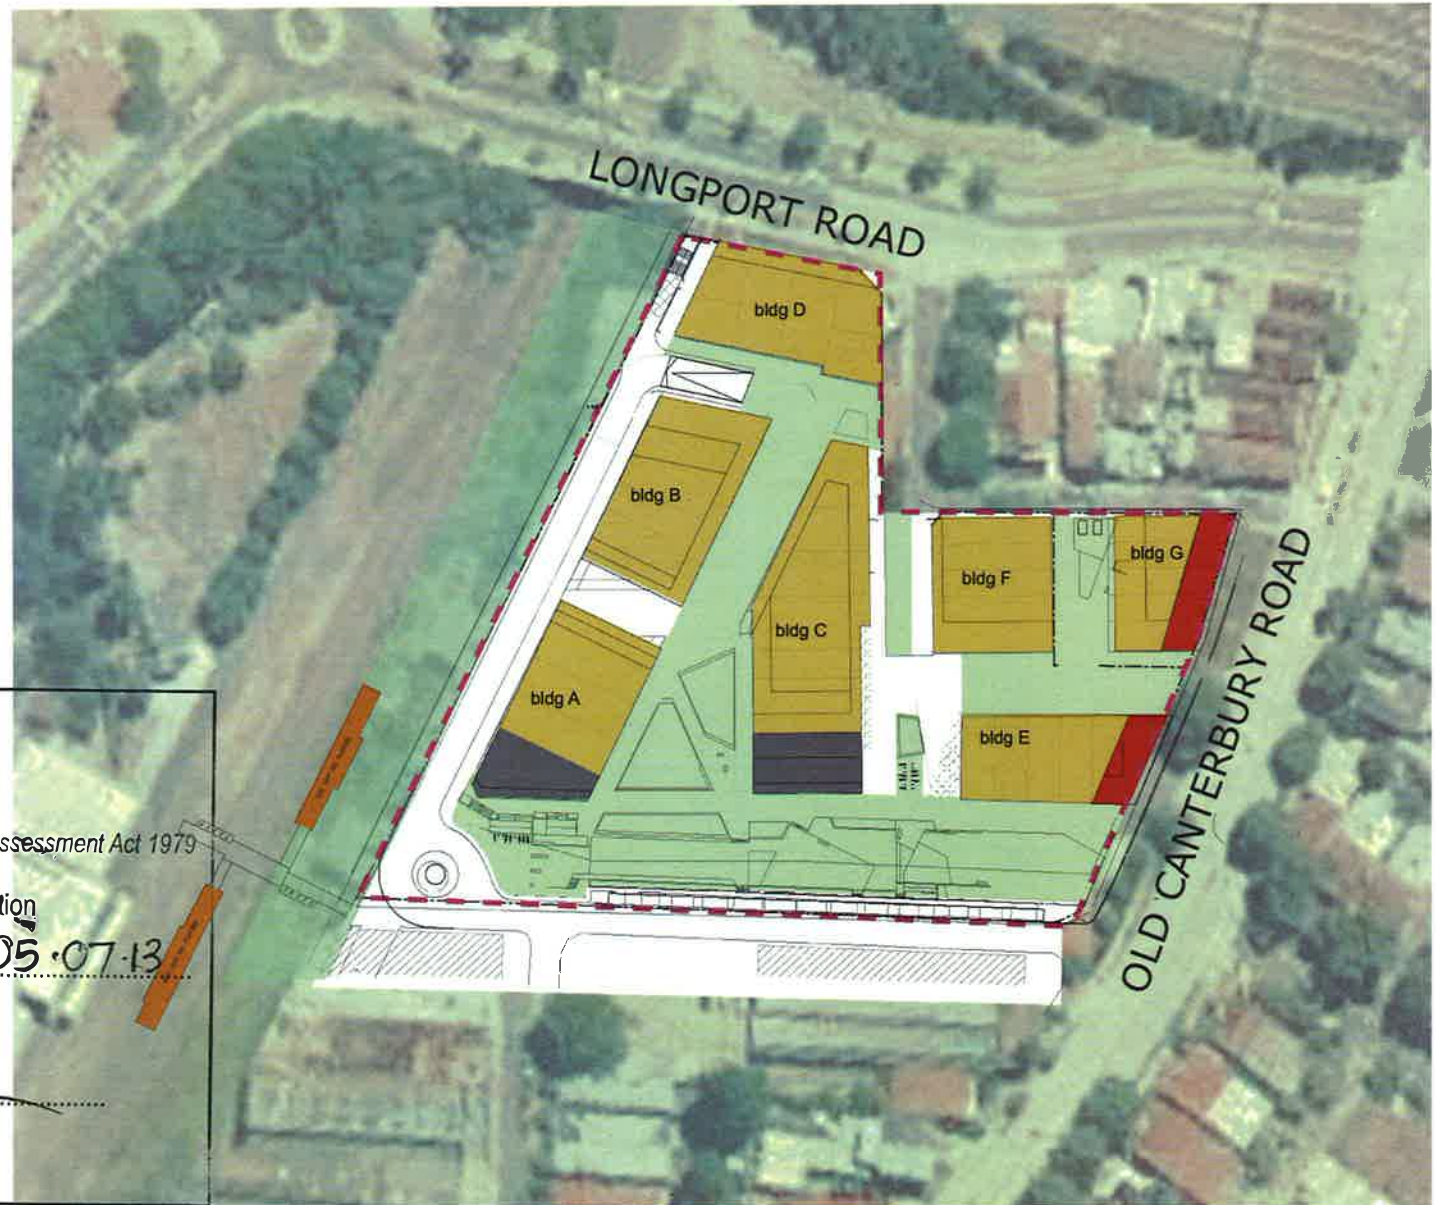 LONGPORT ROAD
bldg D
bldg B
bldg G
bldg F
bldg C
bldg A
bldg E
OLD CANTERBURY ROAD
ssessment Act 1979
tion
05.07.13